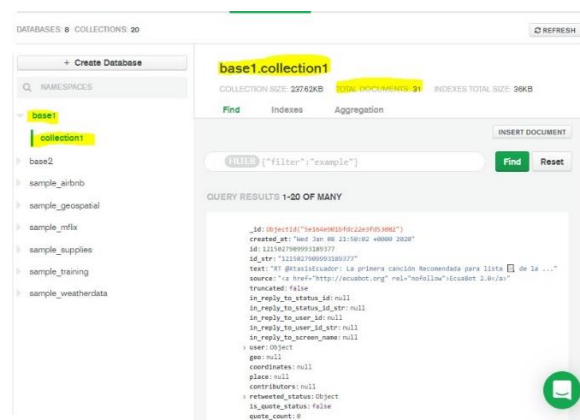 DATABASES: 8 COLLECTIONS: 20
REFRESH
+ Create Database
NAMESPACES
base1
collection1
base2
sample_airbnb
sample_geospatial
sample_mflix
sample_supplies
sample_training
sample_weatherdata
base1.collection1
COLLECTION SIZE: 237.62KB TOTAL DOCUMENTS: 31 INDEXES TOTAL SIZE: 36KB
Find Indexes Aggregation
INSERT DOCUMENT
FILTER {"filter":"example"}
Find Reset
QUERY RESULTS 1-20 OF MANY
_id: ObjectId("5e164e901bfdc22e3fd53002")
created_at: "Wed Jan 08 21:50:02 +0000 2020"
id: 1215027909993189377
id_str: "1215027909993189377"
text: "RT @XtasisEcuador: La primera canción Recomendada para lista de la ..."
source: "<a href="http://ecuabot.org" rel="nofollow">EcuaBot 2.0</a>"
truncated: false
in_reply_to_status_id: null
in_reply_to_status_id_str: null
in_reply_to_user_id: null
in_reply_to_user_id_str: null
in_reply_to_screen_name: null
> user: Object
geo: null
coordinates: null
place: null
contributors: null
> retweeted_status: Object
is_quote_status: false
quote_count: 0